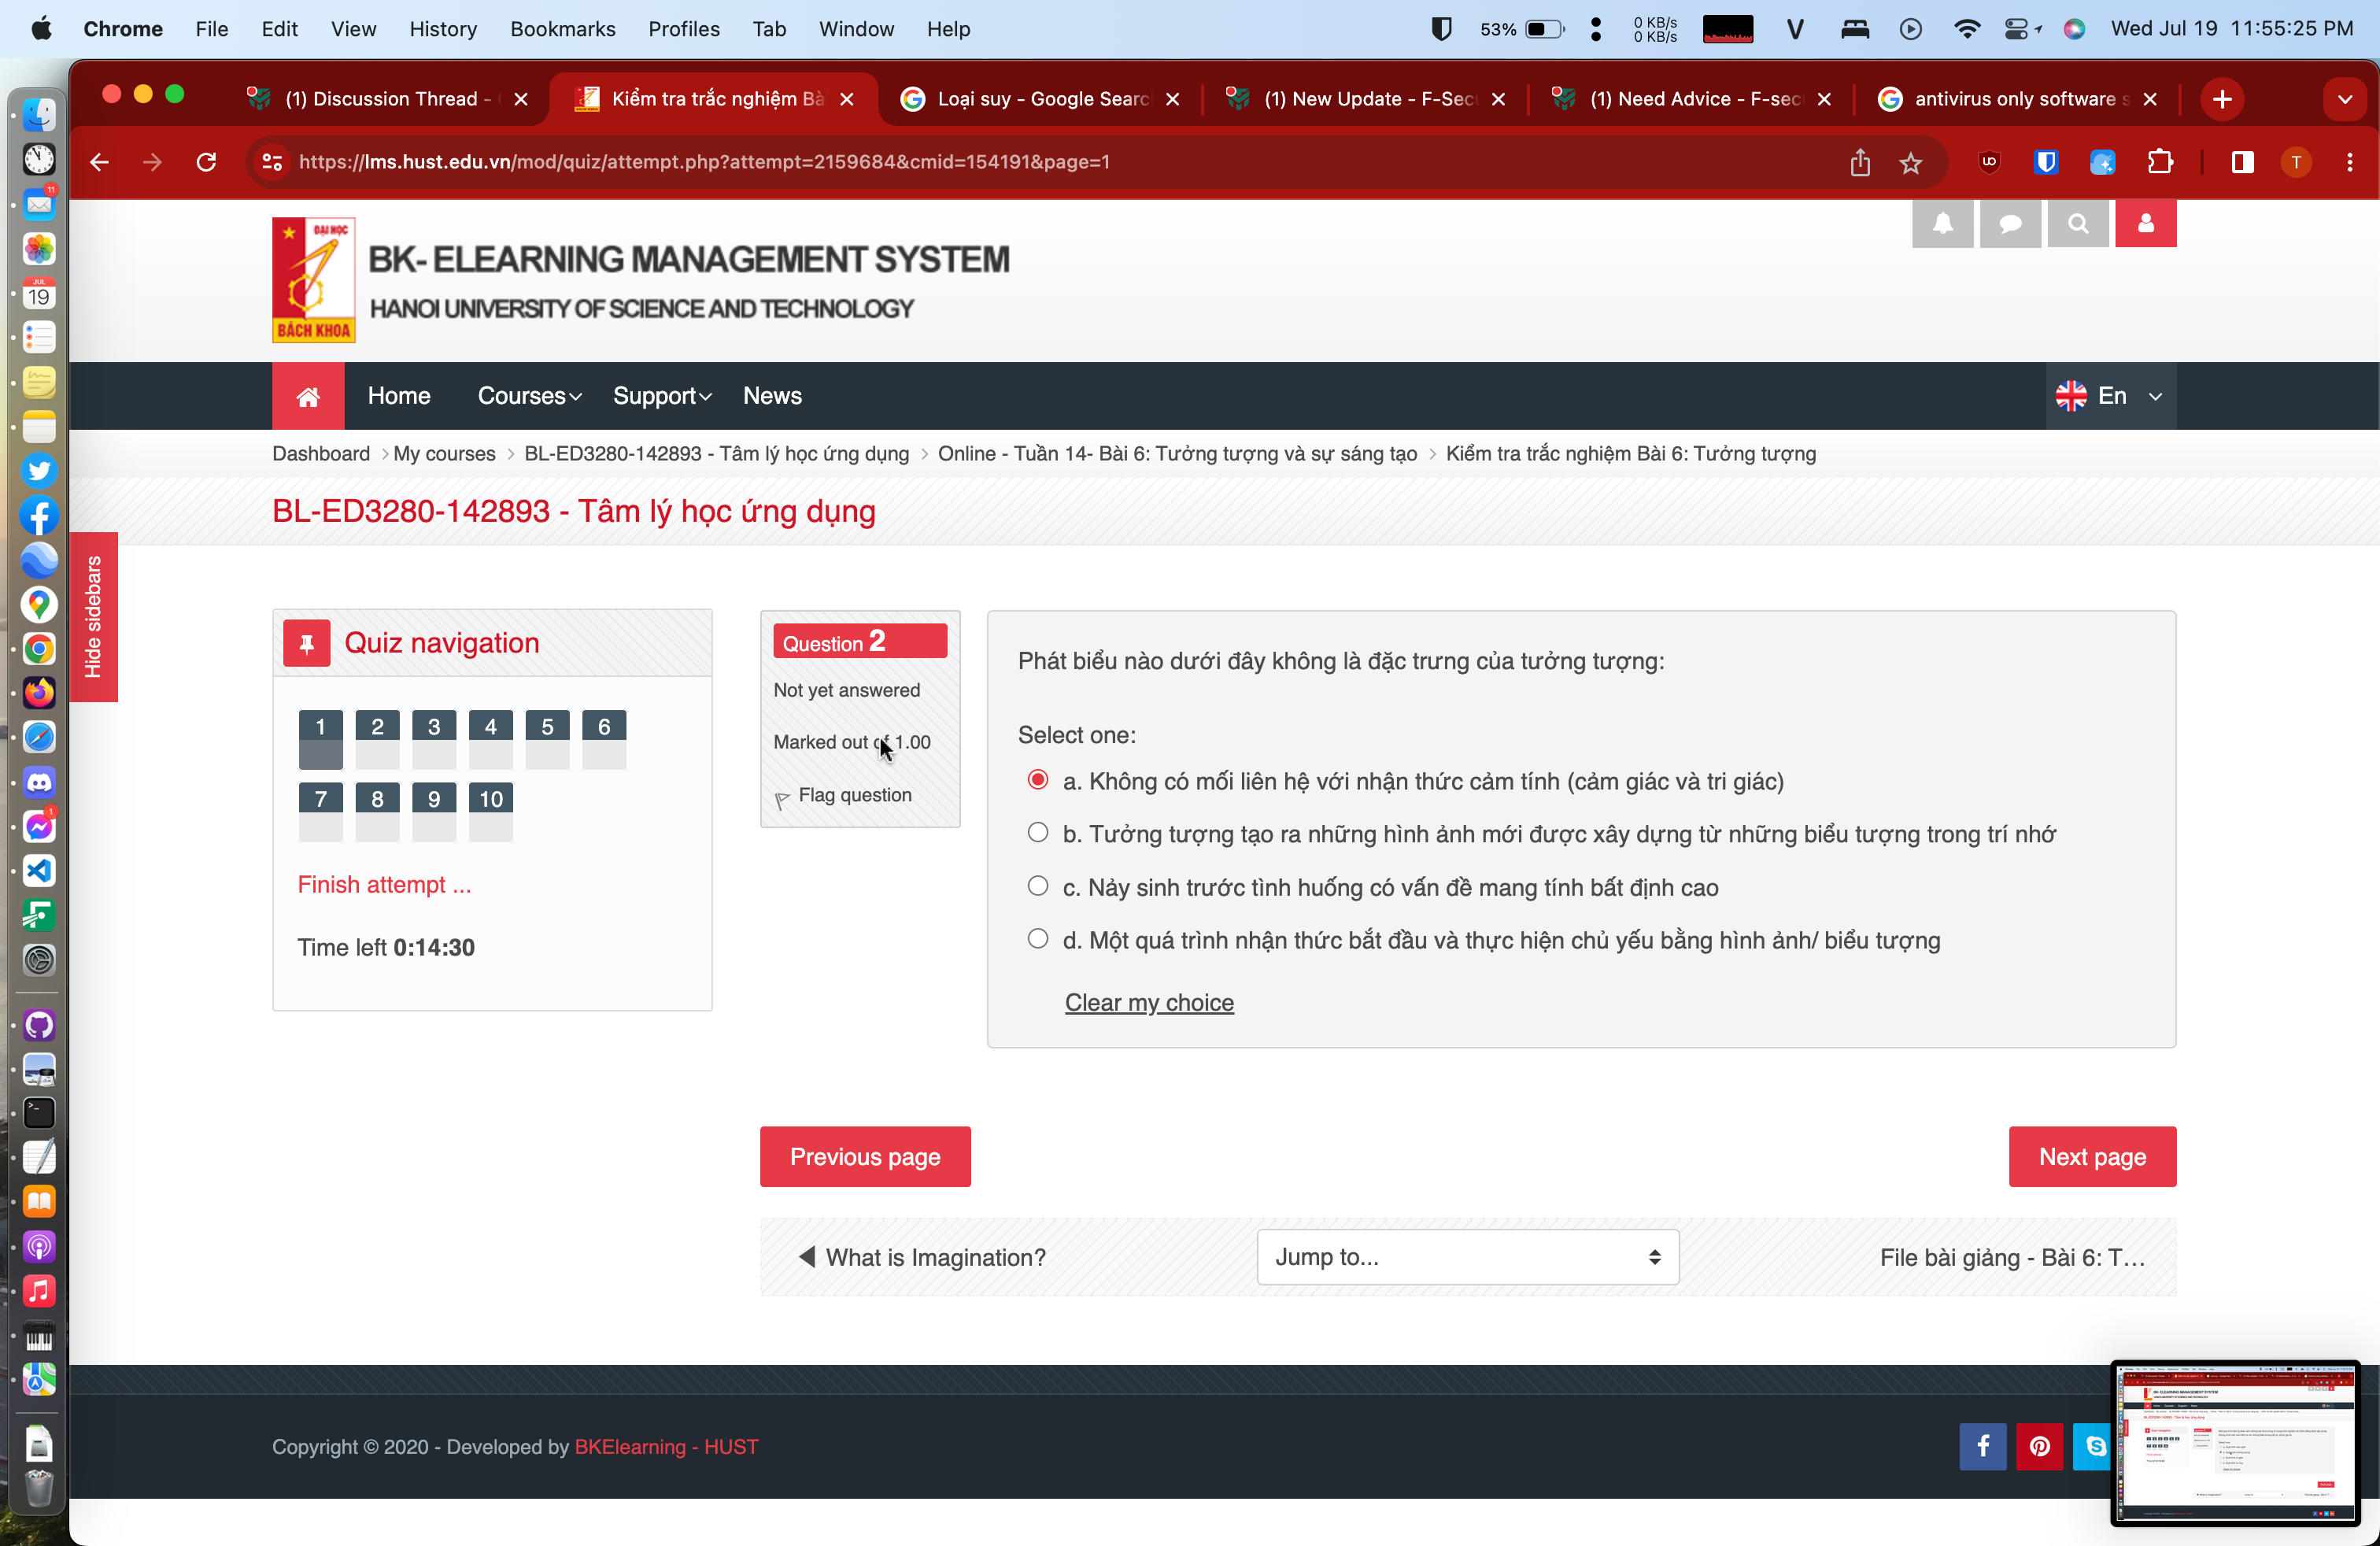 Chrome File Edit View History Bookmarks Profiles Tab Window Help 53% 0 KB/s 0 KB/s V Wed Jul 19 11:55:25 PM
(1) Discussion Thread - Kiểm tra trắc nghiệm Bà Loại suy - Google Searc (1) New Update - F-Sec (1) Need Advice - F-sec antivirus only software s
https://lms.hust.edu.vn/mod/quiz/attempt.php?attempt=2159684&cmid=154191&page=1
ĐẠI HỌC
BÁCH KHOA
BK- ELEARNING MANAGEMENT SYSTEM
HANOI UNIVERSITY OF SCIENCE AND TECHNOLOGY
Home Courses Support News En
Dashboard > My courses > BL-ED3280-142893 - Tâm lý học ứng dụng > Online - Tuần 14- Bài 6: Tưởng tượng và sự sáng tạo > Kiểm tra trắc nghiệm Bài 6: Tưởng tượng
BL-ED3280-142893 - Tâm lý học ứng dụng
Hide sidebars
Quiz navigation
1 2 3 4 5 6
7 8 9 10
Finish attempt ...
Time left 0:14:30
Question 2
Not yet answered
Marked out of 1.00
Flag question
Phát biểu nào dưới đây không là đặc trưng của tưởng tượng:
Select one:
a. Không có mối liên hệ với nhận thức cảm tính (cảm giác và tri giác)
b. Tưởng tượng tạo ra những hình ảnh mới được xây dựng từ những biểu tượng trong trí nhớ
c. Nảy sinh trước tình huống có vấn đề mang tính bất định cao
d. Một quá trình nhận thức bắt đầu và thực hiện chủ yếu bằng hình ảnh/ biểu tượng
Clear my choice
Previous page
Next page
◀ What is Imagination?
Jump to...
File bài giảng - Bài 6: T...
Copyright © 2020 - Developed by BKElearning - HUST
11
JUL
19
1